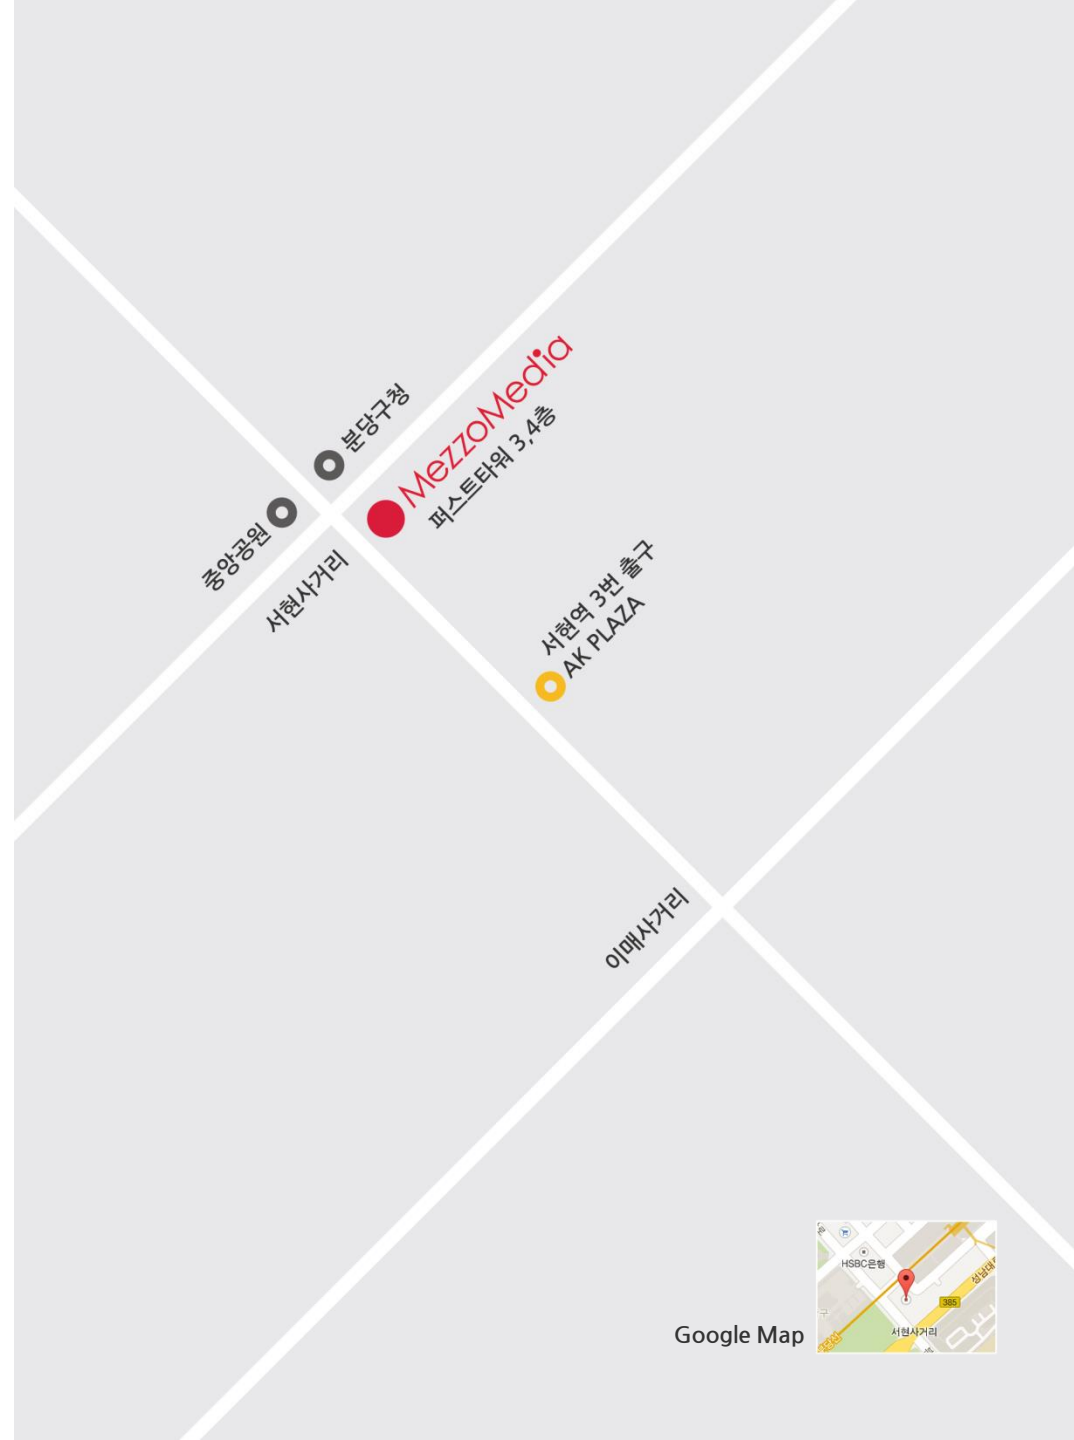 MezzoMedia
퍼스트타워 3,4층
분당구청
중앙공원
서현사거리
서현역 3번 출구
AK PLAZA
이매사거리
Google Map
HSBC은행
385
서현사거리